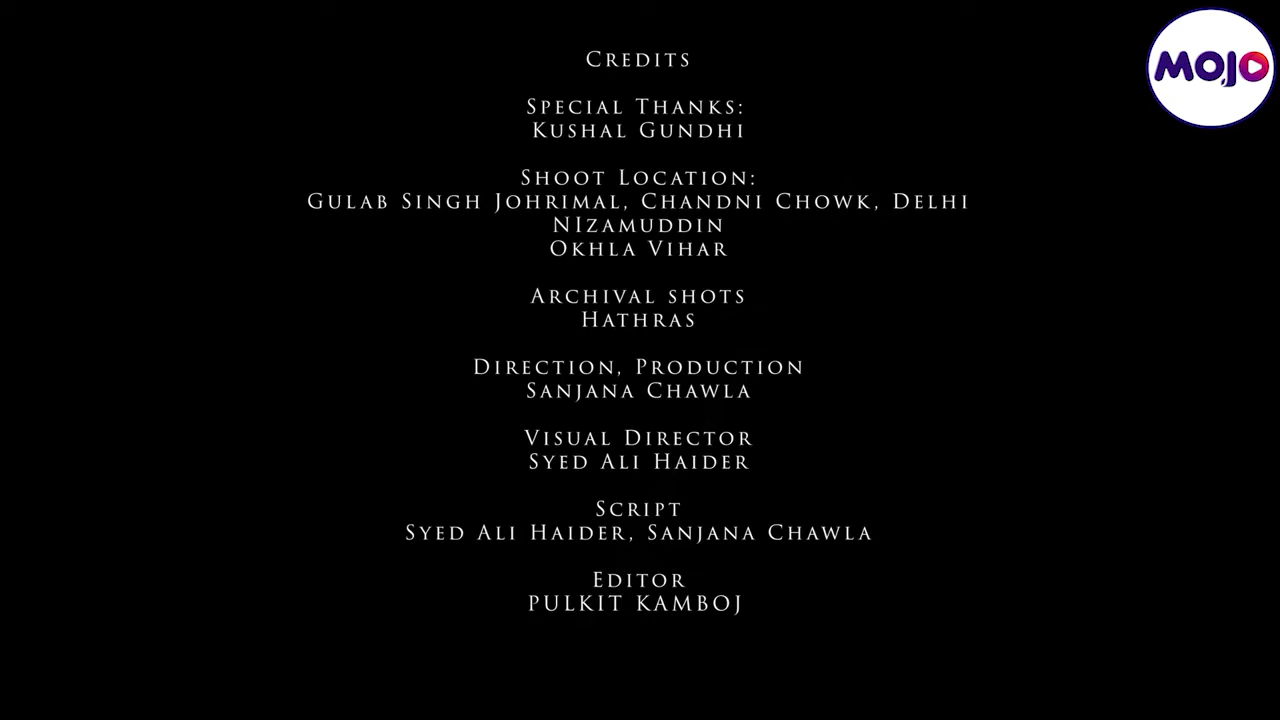 Credits
MOJO
Special Thanks:
Kushal Gundhi
Shoot Location:
Gulab Singh Johrimal, Chandni Chowk, Delhi
NIzamuddin
Okhla Vihar
Archival shots
Hathras
Direction, Production
Sanjana Chawla
Visual Director
Syed Ali Haider
Script
Syed Ali Haider, Sanjana Chawla
Editor
PULKIT KAMBOJ